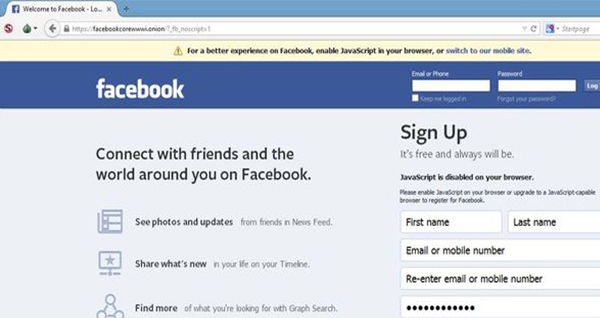 Welcome to Facebook - Lo...
https://facebookcorewwwi.onion/?_fb_noscript=1
Startpage
For a better experience on Facebook, enable JavaScript in your browser, or switch to our mobile site.
Email or Phone
Password
facebook
Log
Keep me logged in
Forgot your password?
Connect with friends and the
world around you on Facebook.
See photos and updates from friends in News Feed.
Share what's new in your life on your Timeline.
Find more of what you're looking for with Graph Search.
Sign Up
It's free and always will be.
JavaScript is disabled on your browser.
Please enable JavaScript on your browser or upgrade to a JavaScript-capable
browser to register for Facebook.
First name
Last name
Email or mobile number
Re-enter email or mobile number